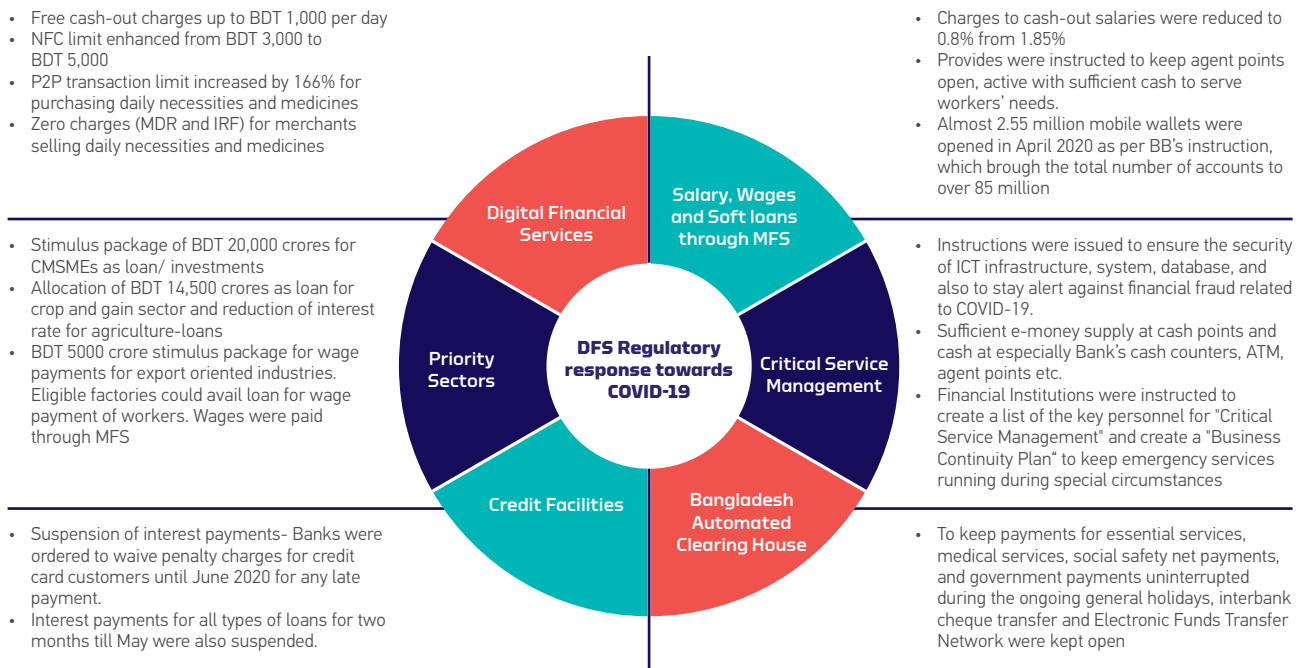 • Free cash-out charges up to BDT 1,000 per day
• NFC limit enhanced from BDT 3,000 to
BDT 5,000
• P2P transaction limit increased by 166% for
purchasing daily necessities and medicines
• Zero charges (MDR and IRF) for merchants
selling daily necessities and medicines
• Charges to cash-out salaries were reduced to
0.8% from 1.85%
• Provides were instructed to keep agent points
open, active with sufficient cash to serve
workers' needs.
• Almost 2.55 million mobile wallets were
opened in April 2020 as per BB's instruction,
which brough the total number of accounts to
over 85 million
Digital Financial
Services
Salary, Wages
and Soft loans
through MFS
• Stimulus package of BDT 20,000 crores for
CMSMEs as loan/ investments
• Allocation of BDT 14,500 crores as loan for
crop and gain sector and reduction of interest
rate for agriculture-loans
• BDT 5000 crore stimulus package for wage
payments for export oriented industries.
Eligible factories could avail loan for wage
payment of workers. Wages were paid
through MFS
Priority
Sectors
DFS Regulatory
response towards
COVID-19
Critical Service
Management
• Instructions were issued to ensure the security
of ICT infrastructure, system, database, and
also to stay alert against financial fraud related
to COVID-19.
• Sufficient e-money supply at cash points and
cash at especially Bank's cash counters, ATM,
agent points etc.
• Financial Institutions were instructed to
create a list of the key personnel for "Critical
Service Management" and create a "Business
Continuity Plan“ to keep emergency services
running during special circumstances
Credit Facilities
Bangladesh
Automated
Clearing House
• Suspension of interest payments- Banks were
ordered to waive penalty charges for credit
card customers until June 2020 for any late
payment.
• Interest payments for all types of loans for two
months till May were also suspended.
• To keep payments for essential services,
medical services, social safety net payments,
and government payments uninterrupted
during the ongoing general holidays, interbank
cheque transfer and Electronic Funds Transfer
Network were kept open